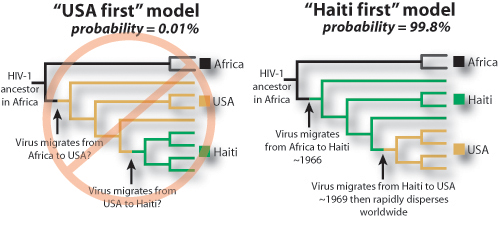 “USA first” model
probability = 0.01%
Africa
HIV-1
ancestor
in Africa
USA
Virus migrates from
Africa to USA?
Haiti
Virus migrates from
USA to Haiti?
“Haiti first” model
probability = 99.8%
Africa
HIV-1
ancestor
in Africa
Haiti
Virus migrates
from Africa to Haiti
~1966
USA
Virus migrates from Haiti to USA
~1969 then rapidly disperses
worldwide